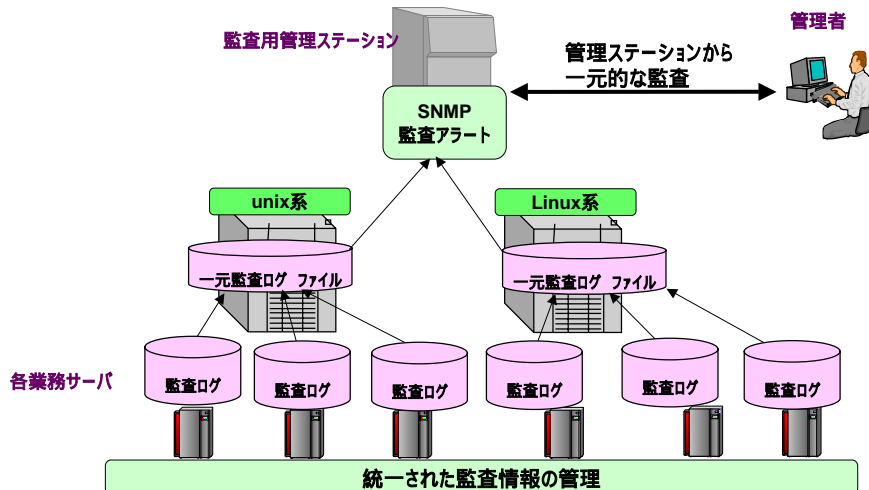 管理者
監査用管理ステーション
管理ステーションから
一元的な監査
SNMP
監査アラート
unix系
Linux系
一元監査ログ ファイル
一元監査ログ ファイル
各業務サーバ
監査ログ
監査ログ
監査ログ
監査ログ
監査ログ
監査ログ
統一された監査情報の管理